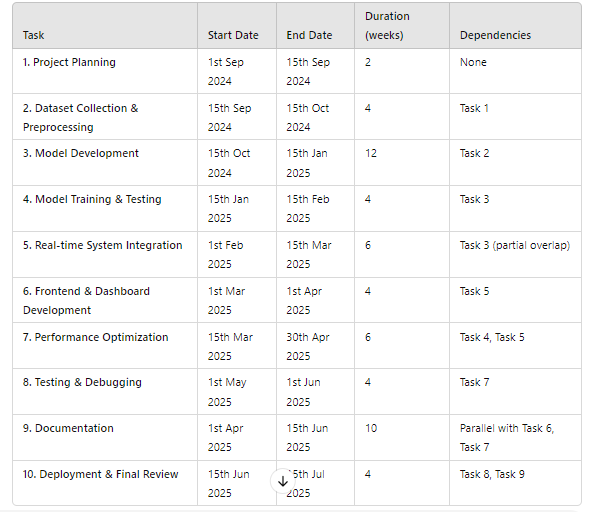 Task Start Date End Date Duration (weeks) Dependencies
1. Project Planning 1st Sep 2024 15th Sep 2024 2 None
2. Dataset Collection & Preprocessing 15th Sep 2024 15th Oct 2024 4 Task 1
3. Model Development 15th Oct 2024 15th Jan 2025 12 Task 2
4. Model Training & Testing 15th Jan 2025 15th Feb 2025 4 Task 3
5. Real-time System Integration 1st Feb 2025 15th Mar 2025 6 Task 3 (partial overlap)
6. Frontend & Dashboard Development 1st Mar 2025 1st Apr 2025 4 Task 5
7. Performance Optimization 15th Mar 2025 30th Apr 2025 6 Task 4, Task 5
8. Testing & Debugging 1st May 2025 1st Jun 2025 4 Task 7
9. Documentation 1st Apr 2025 15th Jun 2025 10 Parallel with Task 6, Task 7
10. Deployment & Final Review 15th Jun 2025 Jul 2025 4 Task 8, Task 9